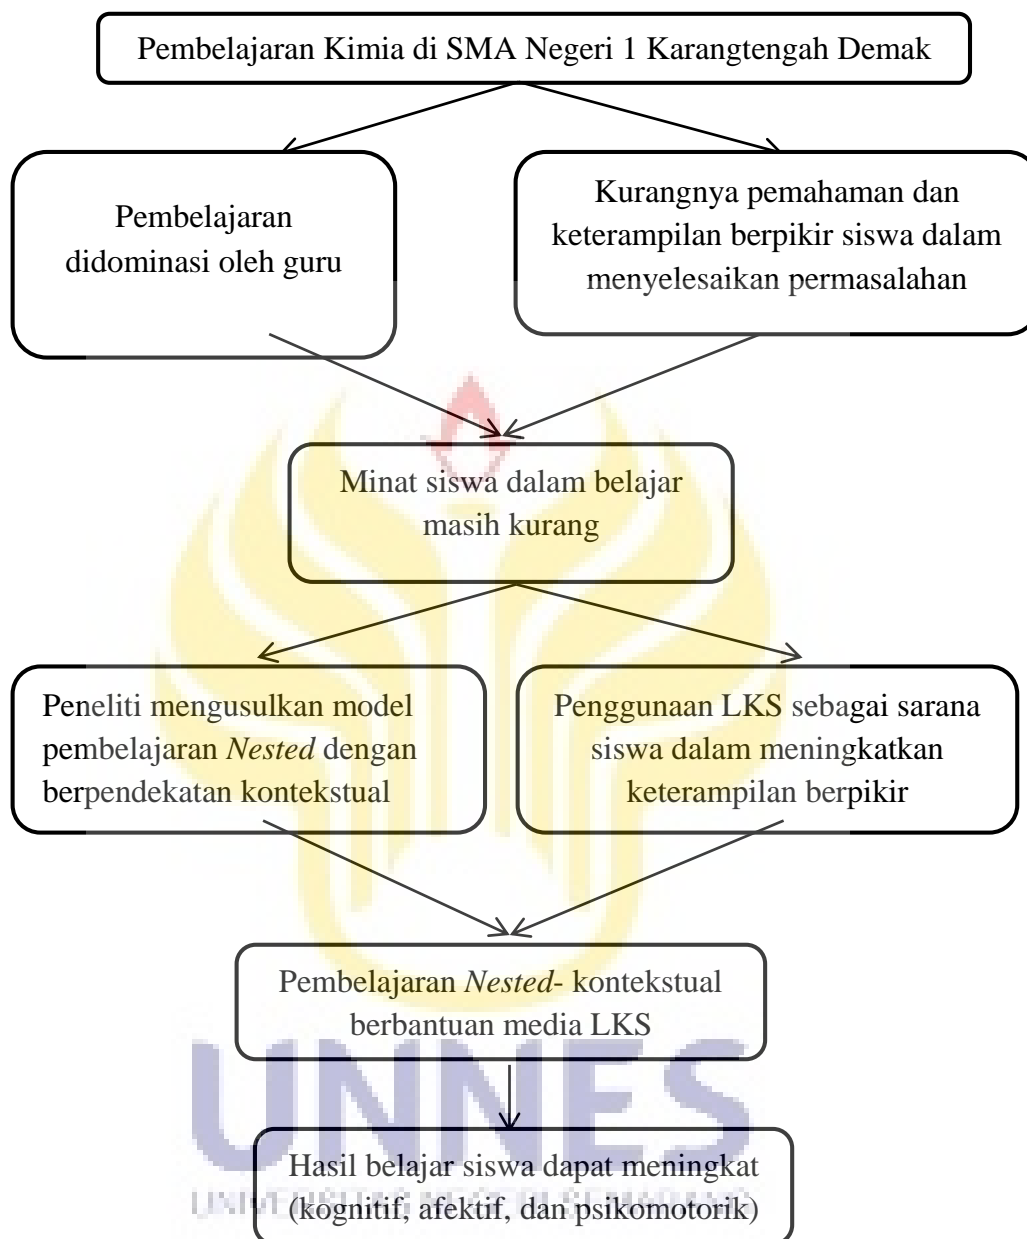 Pembelajaran Kimia di SMA Negeri 1 Karangtengah Demak
Pembelajaran
didominasi oleh guru
Kurangnya pemahaman dan
keterampilan berpikir siswa dalam
menyelesaikan permasalahan
Minat siswa dalam belajar
masih kurang
Peneliti mengusulkan model
pembelajaran Nested dengan
berpendekatan kontekstual
Penggunaan LKS sebagai sarana
siswa dalam meningkatkan
keterampilan berpikir
Pembelajaran Nested- kontekstual
berbantuan media LKS
UNNES
Hasil belajar siswa dapat meningkat
(kognitif, afektif, dan psikomotorik)